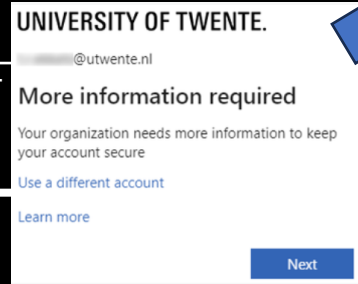 UNIVERSITY OF TWENTE.
@utwente.nl
More information required
Your organization needs more information to keep
your account secure
Use a different account
Learn more
Next